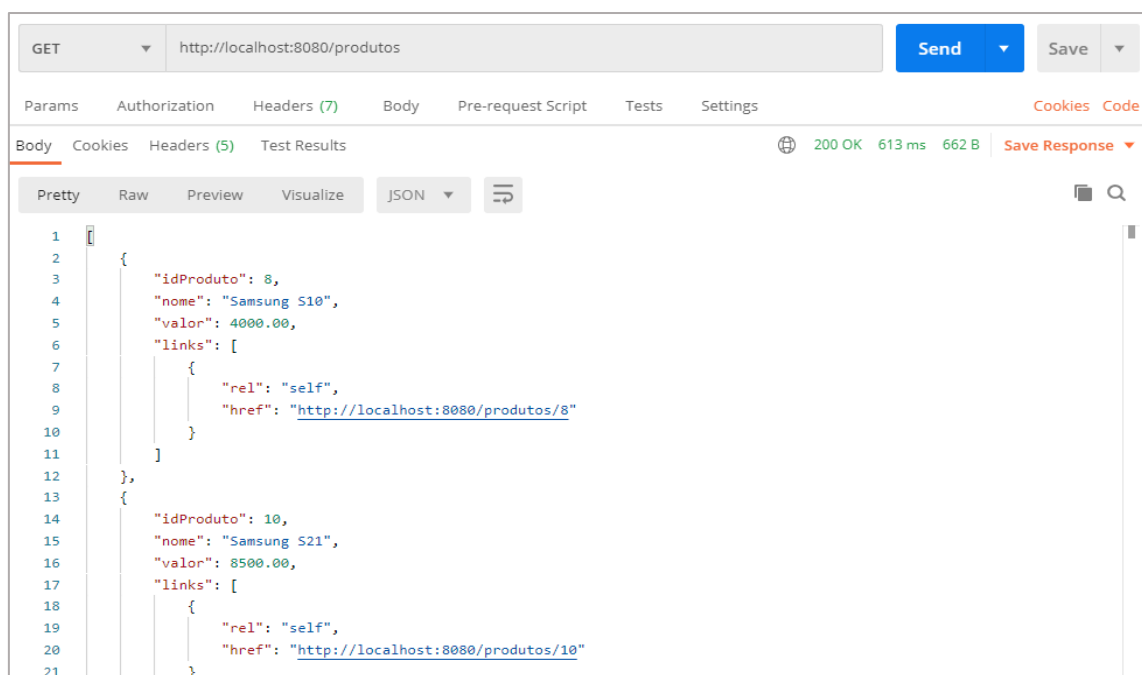 GET http://localhost:8080/produtos Send Save
Params Authorization Headers (7) Body Pre-request Script Tests Settings Cookies Code
Body Cookies Headers (5) Test Results 200 OK 613 ms 662 B Save Response
Pretty Raw Preview Visualize JSON
1 [
2 {
3 "idProduto": 8,
4 "nome": "Samsung S10",
5 "valor": 4000.00,
6 "links": [
7 {
8 "rel": "self",
9 "href": "http://localhost:8080/produtos/8"
10 }
11 ]
12 },
13 {
14 "idProduto": 10,
15 "nome": "Samsung S21",
16 "valor": 8500.00,
17 "links": [
18 {
19 "rel": "self",
20 "href": "http://localhost:8080/produtos/10"
21 }